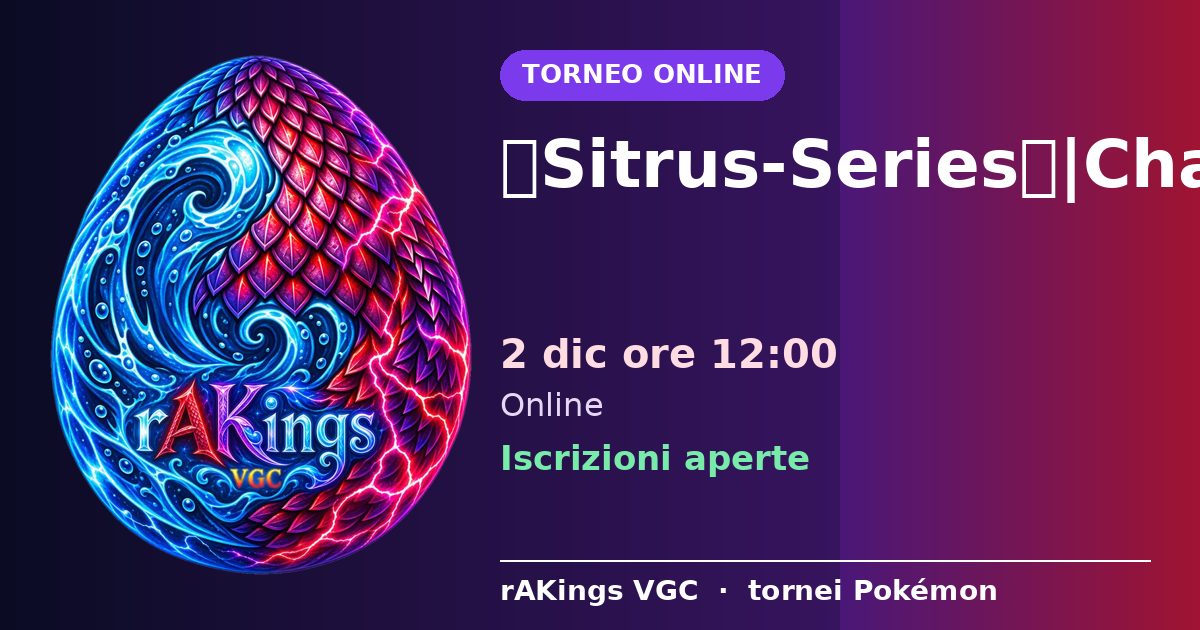 TORNEO ONLINE
Sitrus-Series|Cha
2 dic ore 12:00
Online
Iscrizioni aperte
rAKings
VGC
rAKings VGC · tornei Pokémon